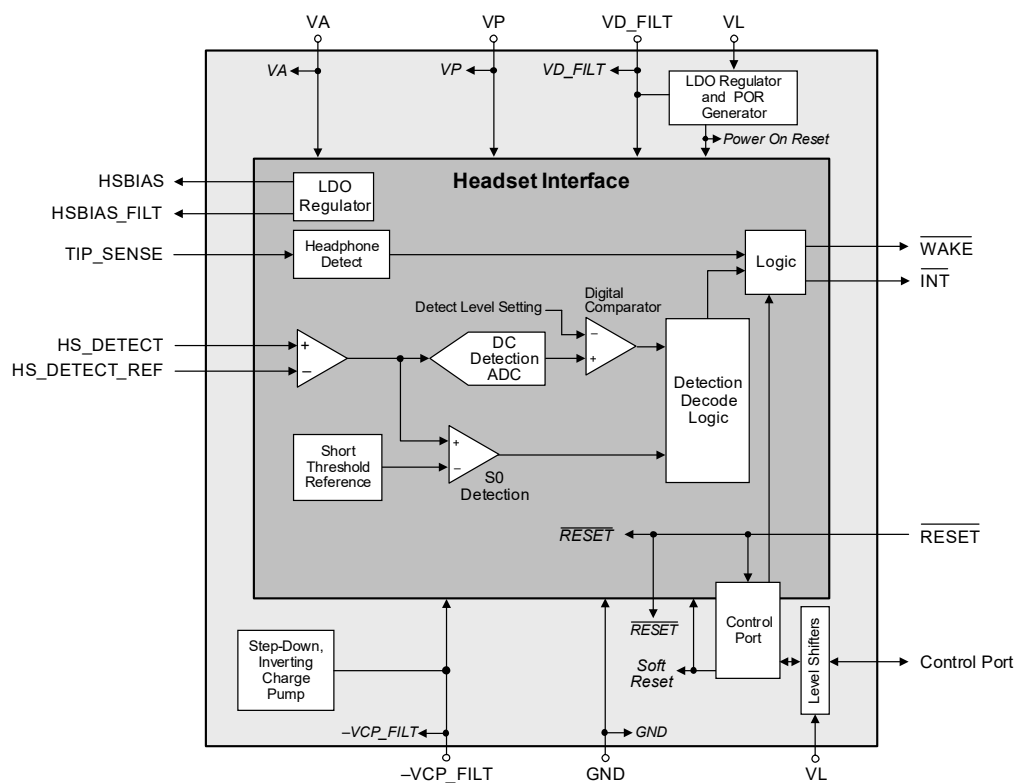 VA
VP
VD_FILT
VL
VA
VP
VD_FILT
LDO Regulator
and POR
Generator
Power On Reset
Headset Interface
HSBIAS
HSBIAS_FILT
LDO
Regulator
TIP_SENSE
Headphone
Detect
Logic
WAKE
INT
Detect Level Setting
Digital
Comparator
−
+
HS_DETECT
HS_DETECT_REF
+
−
DC
Detection
ADC
Detection
Decode
Logic
Short
Threshold
Reference
+
−
S0
Detection
RESET
RESET
RESET
Control
Port
Soft
Reset
Level Shifters
Control Port
Step-Down,
Inverting
Charge
Pump
–VCP_FILT
GND
–VCP_FILT
GND
VL